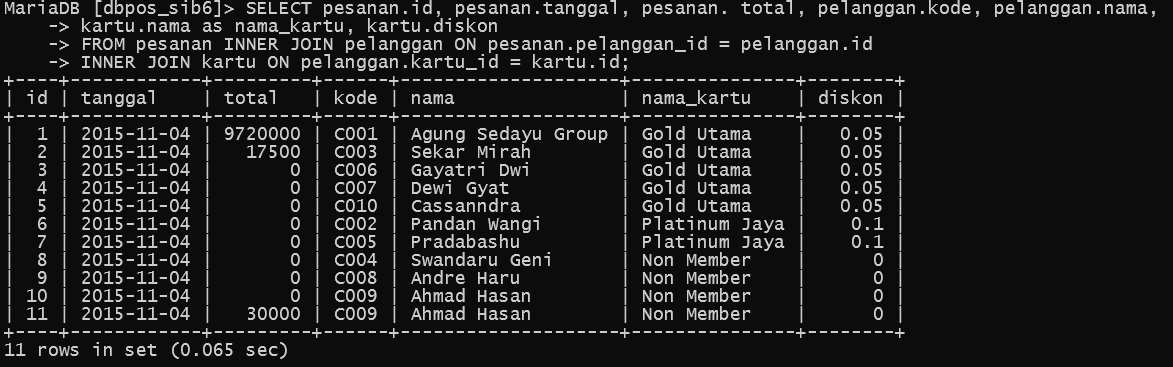 MariaDB [dbpos_sib6]> SELECT pesanan.id, pesanan.tanggal, pesanan. total, pelanggan.kode, pelanggan.nama,
    -> kartu.nama as nama_kartu, kartu.diskon
    -> FROM pesanan INNER JOIN pelanggan ON pesanan.pelanggan_id = pelanggan.id
    -> INNER JOIN kartu ON pelanggan.kartu_id = kartu.id;
+----+------------+---------+------+--------------------+---------------+--------+
| id | tanggal    | total   | kode | nama               | nama_kartu    | diskon |
+----+------------+---------+------+--------------------+---------------+--------+
|  1 | 2015-11-04 | 9720000 | C001 | Agung Sedayu Group | Gold Utama    |   0.05 |
|  2 | 2015-11-04 |   17500 | C003 | Sekar Mirah        | Gold Utama    |   0.05 |
|  3 | 2015-11-04 |       0 | C006 | Gayatri Dwi        | Gold Utama    |   0.05 |
|  4 | 2015-11-04 |       0 | C007 | Dewi Gyat          | Gold Utama    |   0.05 |
|  5 | 2015-11-04 |       0 | C010 | Cassanndra         | Gold Utama    |   0.05 |
|  6 | 2015-11-04 |       0 | C002 | Pandan Wangi       | Platinum Jaya |    0.1 |
|  7 | 2015-11-04 |       0 | C005 | Pradabashu         | Platinum Jaya |    0.1 |
|  8 | 2015-11-04 |       0 | C004 | Swandaru Geni      | Non Member    |      0 |
|  9 | 2015-11-04 |       0 | C008 | Andre Haru         | Non Member    |      0 |
| 10 | 2015-11-04 |       0 | C009 | Ahmad Hasan        | Non Member    |      0 |
| 11 | 2015-11-04 |   30000 | C009 | Ahmad Hasan        | Non Member    |      0 |
+----+------------+---------+------+--------------------+---------------+--------+
11 rows in set (0.065 sec)